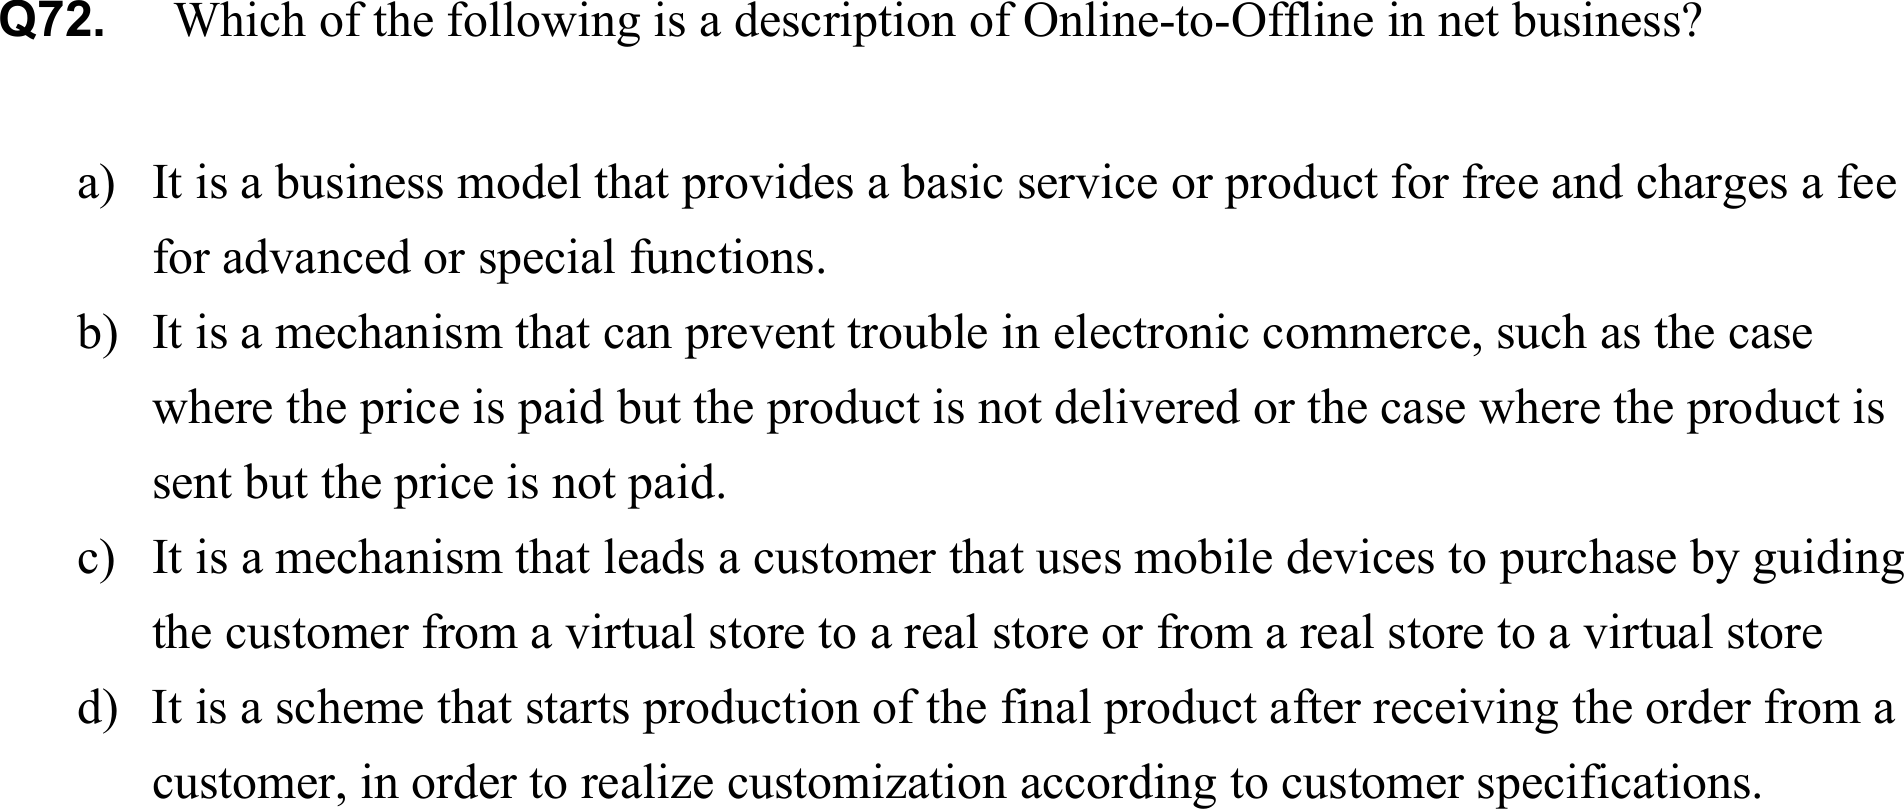 Q72. Which of the following is a description of Online-to-Offline in net business?
a) It is a business model that provides a basic service or product for free and charges a fee
for advanced or special functions.
b) It is a mechanism that can prevent trouble in electronic commerce, such as the case
where the price is paid but the product is not delivered or the case where the product is
sent but the price is not paid.
c) It is a mechanism that leads a customer that uses mobile devices to purchase by guiding
the customer from a virtual store to a real store or from a real store to a virtual store
d) It is a scheme that starts production of the final product after receiving the order from a
customer, in order to realize customization according to customer specifications.